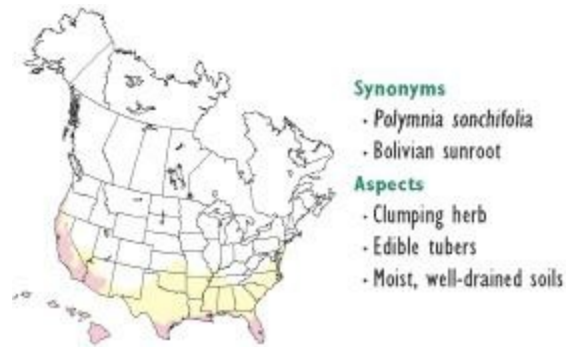 Synonyms
• Polymnia sonchifolia
• Bolivian sunroot
Aspects
• Clumping herb
• Edible tubers
• Moist, well-drained soils